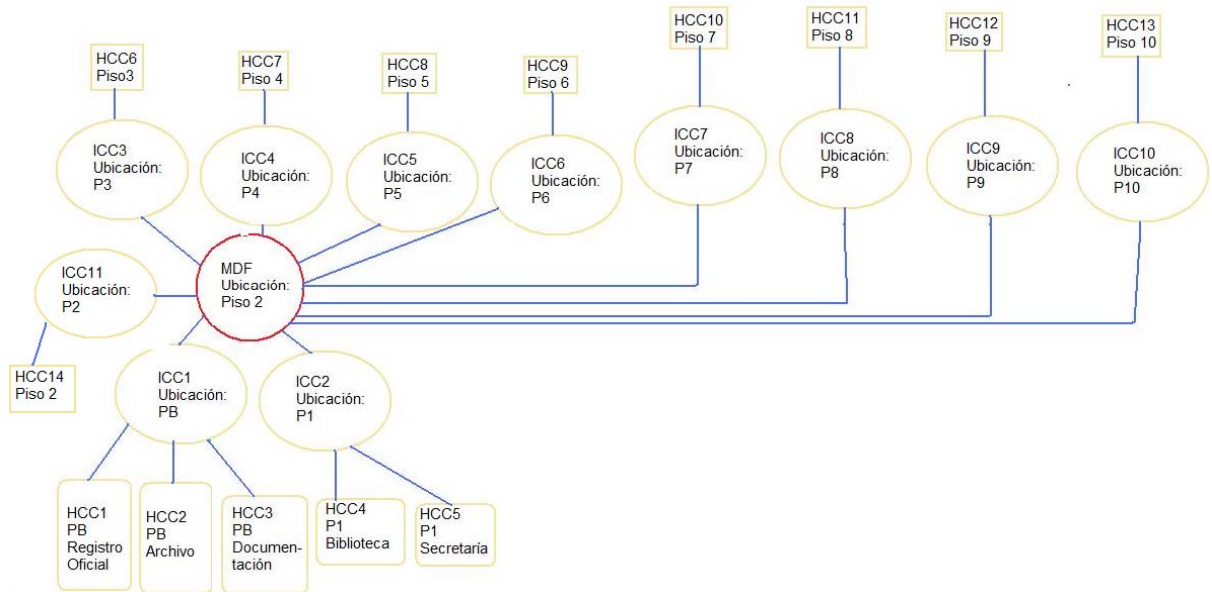 HCC6
Piso3
HCC7
Piso 4
HCC8
Piso 5
HCC9
Piso 6
HCC10
Piso 7
HCC11
Piso 8
HCC12
Piso 9
HCC13
Piso 10
ICC3
Ubicación:
P3
ICC4
Ubicación:
P4
ICC5
Ubicación:
P5
ICC6
Ubicación:
P6
ICC7
Ubicación:
P7
ICC8
Ubicación:
P8
ICC9
Ubicación:
P9
ICC10
Ubicación:
P10
ICC11
Ubicación:
P2
MDF
Ubicación:
Piso 2
HCC14
Piso 2
ICC1
Ubicación:
PB
ICC2
Ubicación:
P1
HCC1
PB
Registro
Oficial
HCC2
PB
Archivo
HCC3
PB
Documen-
tación
HCC4
P1
Biblioteca
HCC5
P1
Secretaría